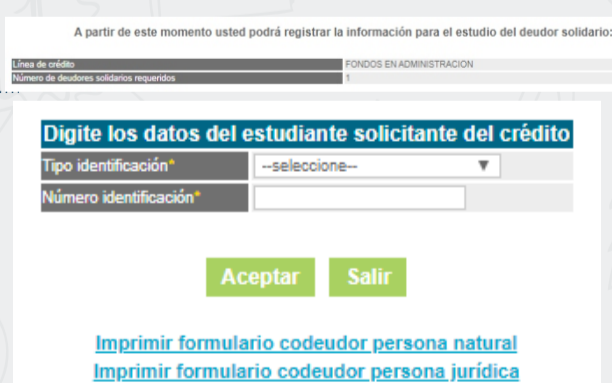 A partir de este momento usted podrá registrar la información para el estudio del deudor solidario:
Línea de crédito FONDOS EN ADMINISTRACION
Número de deudores solidarios requeridos 1
Digite los datos del estudiante solicitante del crédito
Tipo identificación* --seleccione--
Número identificación*
Aceptar Salir
Imprimir formulario codeudor persona natural
Imprimir formulario codeudor persona jurídica